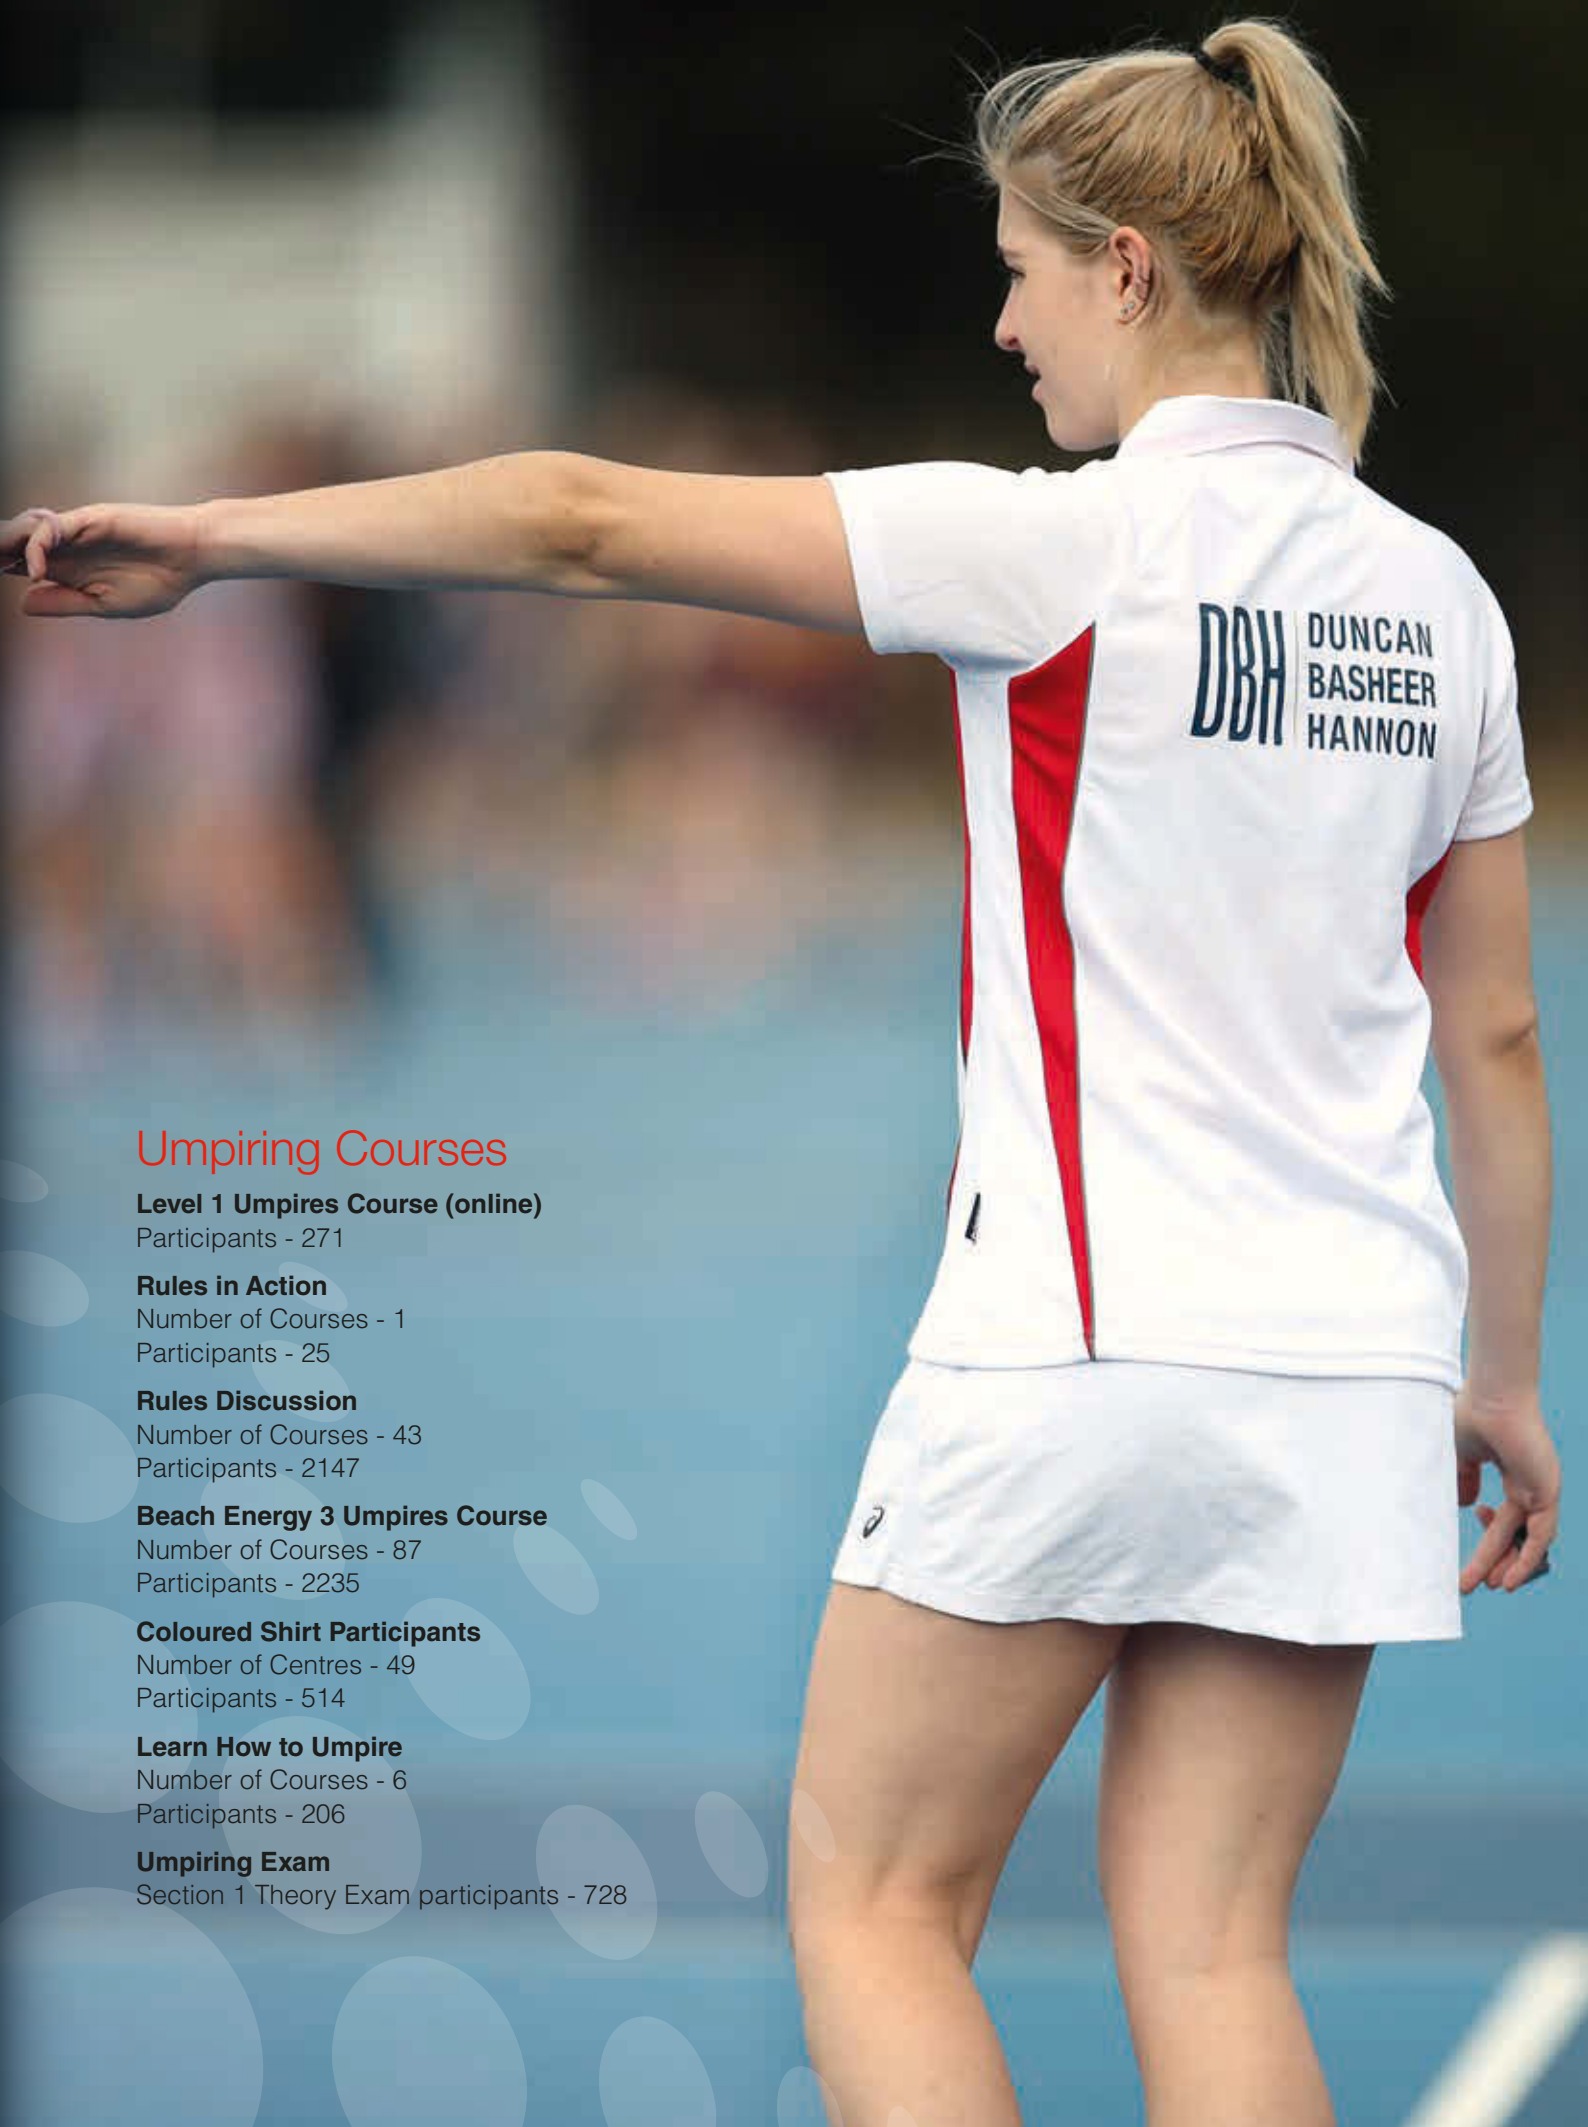 DBH
DUNCAN
BASHEER
HANNON
Umpiring Courses
Level 1 Umpires Course (online)
Participants - 271
Rules in Action
Number of Courses - 1
Participants - 25
Rules Discussion
Number of Courses - 43
Participants - 2147
Beach Energy 3 Umpires Course
Number of Courses - 87
Participants - 2235
Coloured Shirt Participants
Number of Centres - 49
Participants - 514
Learn How to Umpire
Number of Courses - 6
Participants - 206
Umpiring Exam
Section 1 Theory Exam participants - 728